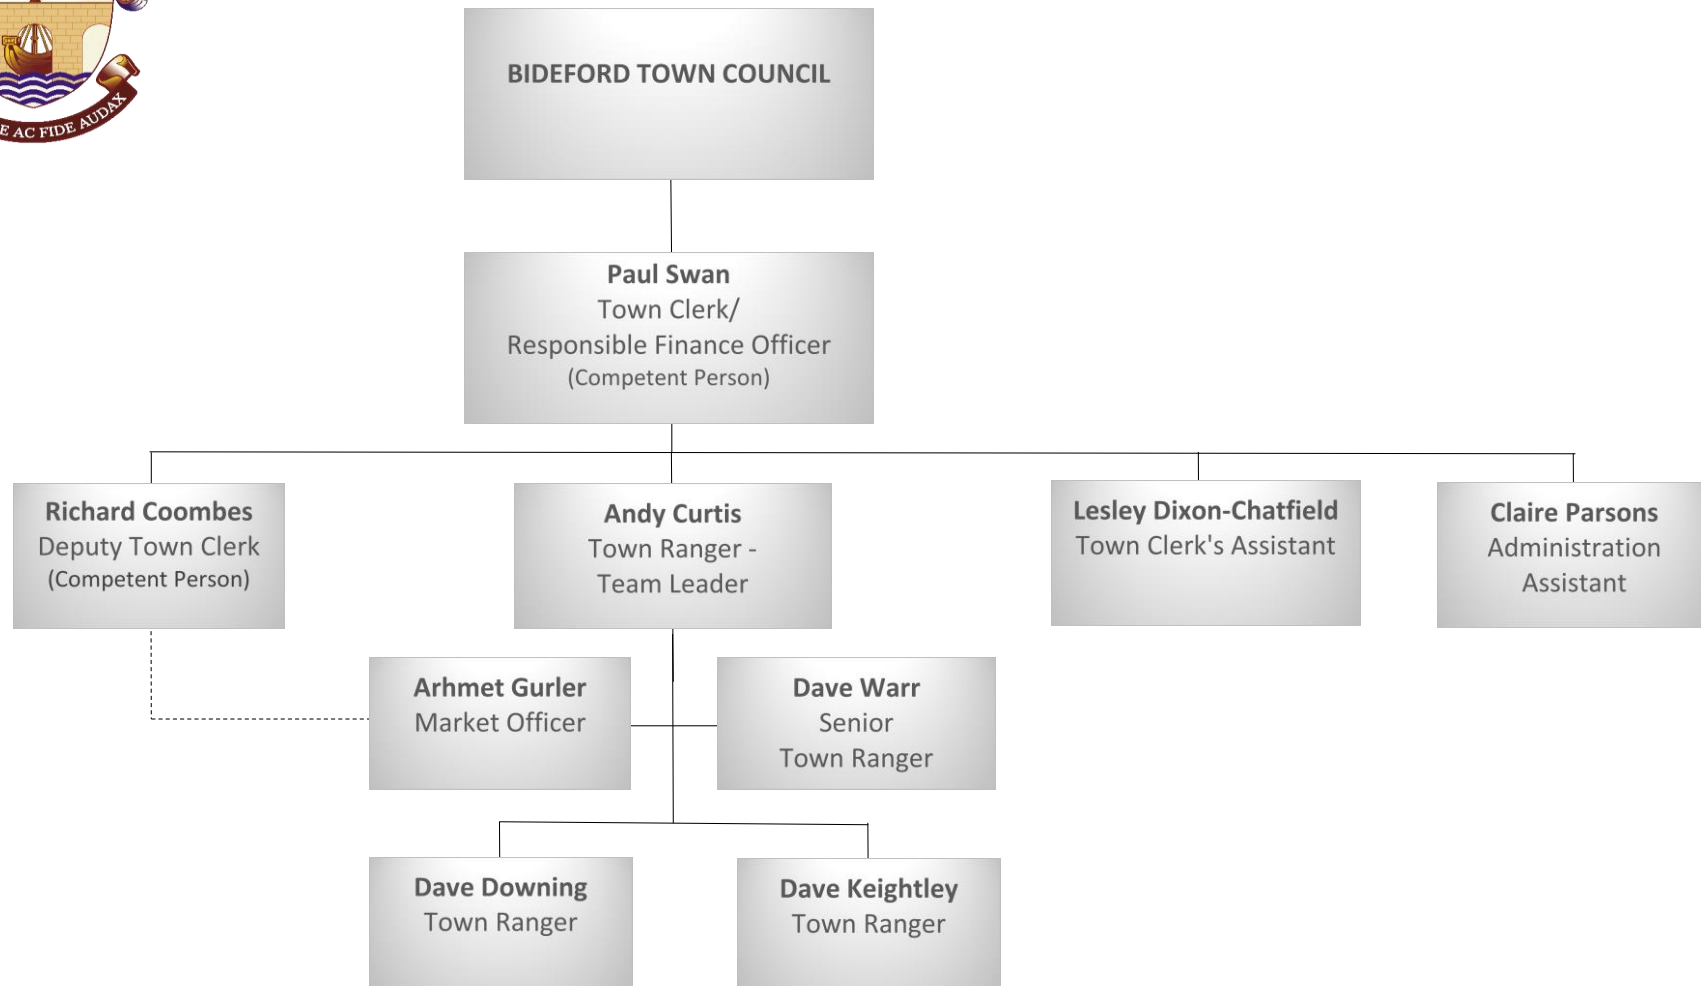 AC FIDE AUDAX
BIDEFORD TOWN COUNCIL
Paul Swan
Town Clerk/
Responsible Finance Officer
(Competent Person)
Richard Coombes
Deputy Town Clerk
(Competent Person)
Andy Curtis
Town Ranger -
Team Leader
Lesley Dixon-Chatfield
Town Clerk's Assistant
Claire Parsons
Administration
Assistant
Arhmet Gurler
Market Officer
Dave Warr
Senior
Town Ranger
Dave Downing
Town Ranger
Dave Keightley
Town Ranger